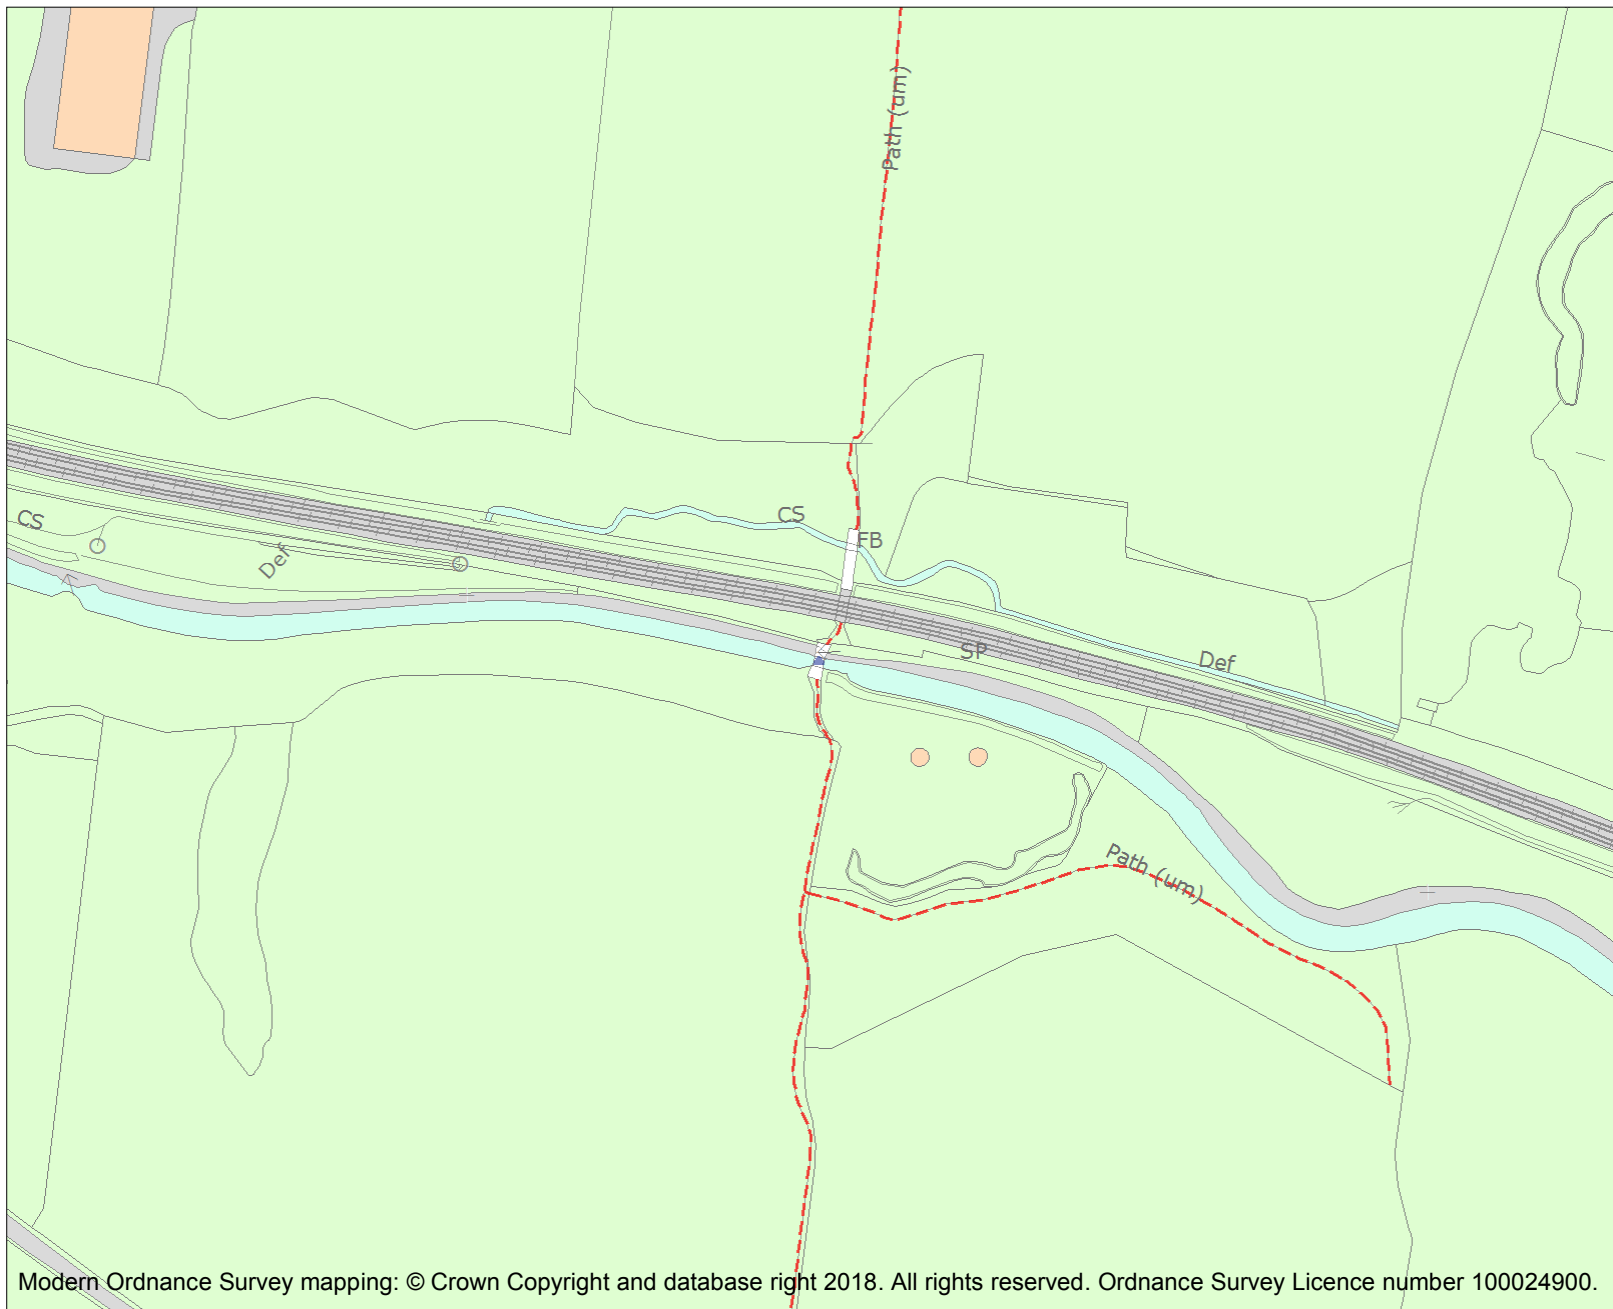 Path (um)
CS
FB
CS
Def
SP
Def
Path (um)
Modern Ordnance Survey mapping: © Crown Copyright and database right 2018. All rights reserved. Ordnance Survey Licence number 100024900.